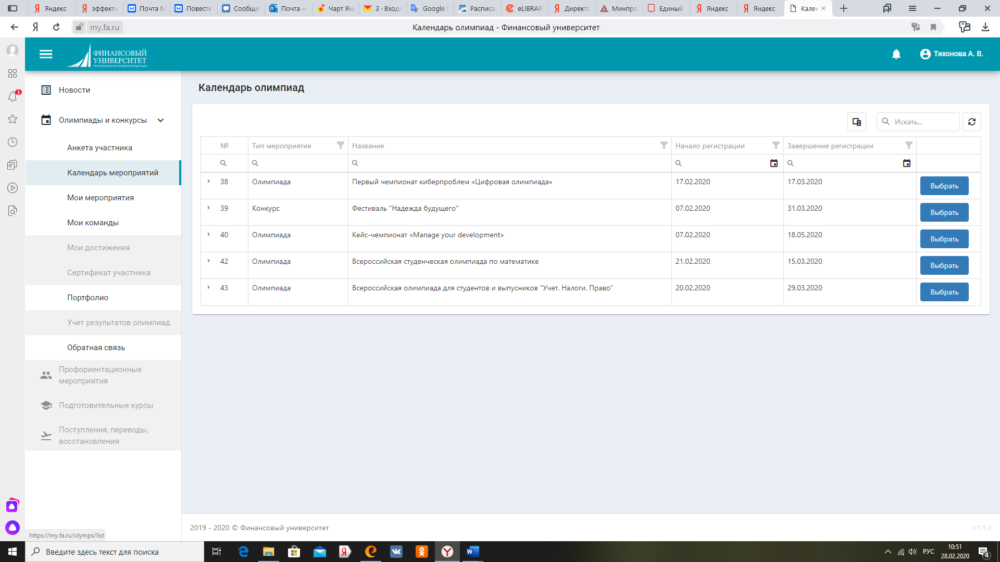 Яндекс
эффекти
Почта М
Повестк
Сообще
Почта —
Чарт Ян
3 · Входя
Google П
Расписа
eLIBRAR
Директо
Минпро
Единый
Яндекс
Яндекс
Кален
Я
my.fa.ru
Календарь олимпиад - Финансовый университет
ФИНАНСОВЫЙ
УНИВЕРСИТЕТ
ПРИ ПРАВИТЕЛЬСТВЕ РОССИЙСКОЙ ФЕДЕРАЦИИ
Тихонова А. В.
1
Новости
Олимпиады и конкурсы
Анкета участника
Календарь мероприятий
Мои мероприятия
Мои команды
Мои достижения
Сертификат участника
Портфолио
Учет результатов олимпиад
Обратная связь
Профориентационные
мероприятия
Подготовительные курсы
Поступления, переводы,
восстановления
Календарь олимпиад
Искать...
№ Тип мероприятия Название Начало регистрации Завершение регистрации
38 Олимпиада Первый чемпионат киберпроблем «Цифровая олимпиада» 17.02.2020 17.03.2020 Выбрать
39 Конкурс Фестиваль "Надежда будущего" 07.02.2020 31.03.2020 Выбрать
40 Олимпиада Кейс-чемпионат «Manage your development» 07.02.2020 18.05.2020 Выбрать
42 Олимпиада Всероссийская студенческая олимпиада по математике 21.02.2020 15.03.2020 Выбрать
43 Олимпиада Всероссийская олимпиада для студентов и выпусников "Учет. Налоги. Право" 20.02.2020 29.03.2020 Выбрать
2019 - 2020 © Финансовый университет
v1.1.1
https://my.fa.ru/olymps/list
Введите здесь текст для поиска
РУС
10:51
28.02.2020
4